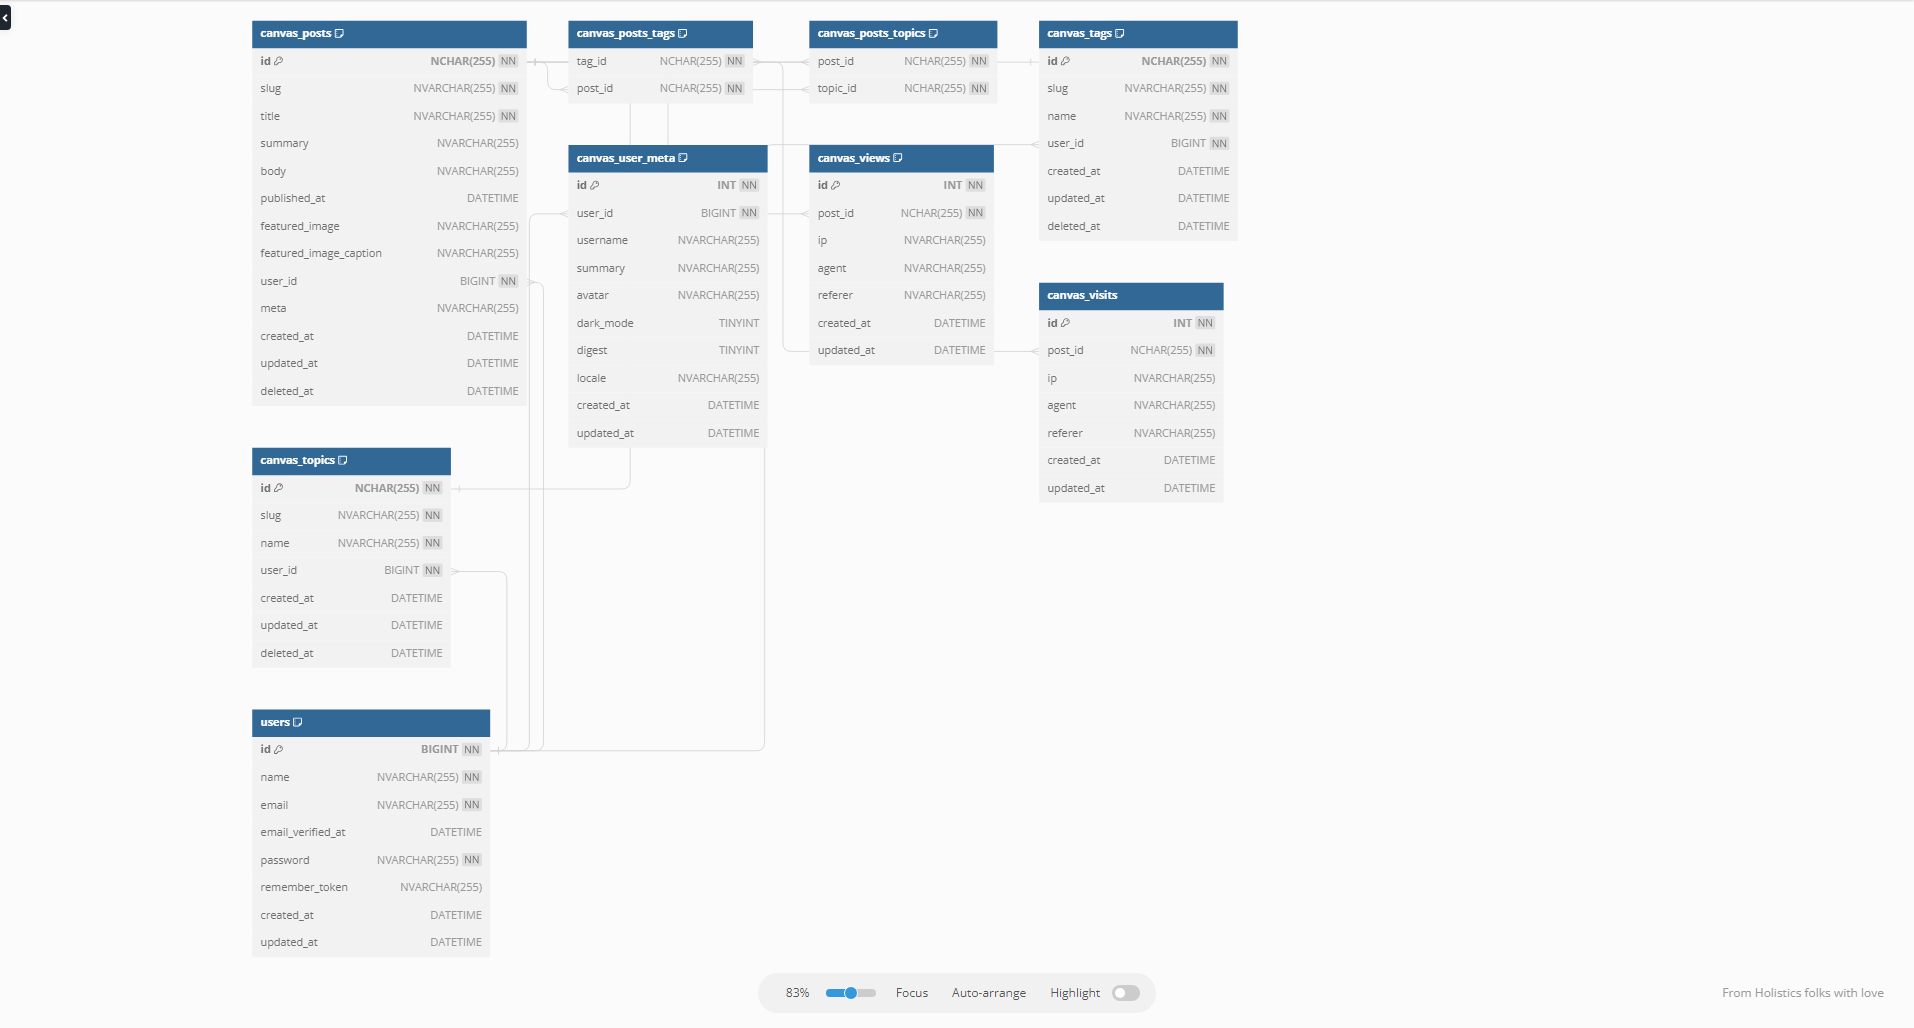 canvas_posts
id NCHAR(255) NN
slug NVARCHAR(255) NN
title NVARCHAR(255) NN
summary NVARCHAR(255)
body NVARCHAR(255)
published_at DATETIME
featured_image NVARCHAR(255)
featured_image_caption NVARCHAR(255)
user_id BIGINT NN
meta NVARCHAR(255)
created_at DATETIME
updated_at DATETIME
deleted_at DATETIME
canvas_posts_tags
tag_id NCHAR(255) NN
post_id NCHAR(255) NN
canvas_posts_topics
post_id NCHAR(255) NN
topic_id NCHAR(255) NN
canvas_tags
id NCHAR(255) NN
slug NVARCHAR(255) NN
name NVARCHAR(255) NN
user_id BIGINT NN
created_at DATETIME
updated_at DATETIME
deleted_at DATETIME
canvas_user_meta
id INT NN
user_id BIGINT NN
username NVARCHAR(255)
summary NVARCHAR(255)
avatar NVARCHAR(255)
dark_mode TINYINT
digest TINYINT
locale NVARCHAR(255)
created_at DATETIME
updated_at DATETIME
canvas_views
id INT NN
post_id NCHAR(255) NN
ip NVARCHAR(255)
agent NVARCHAR(255)
referer NVARCHAR(255)
created_at DATETIME
updated_at DATETIME
canvas_visits
id INT NN
post_id NCHAR(255) NN
ip NVARCHAR(255)
agent NVARCHAR(255)
referer NVARCHAR(255)
created_at DATETIME
updated_at DATETIME
canvas_topics
id NCHAR(255) NN
slug NVARCHAR(255) NN
name NVARCHAR(255) NN
user_id BIGINT NN
created_at DATETIME
updated_at DATETIME
deleted_at DATETIME
users
id BIGINT NN
name NVARCHAR(255) NN
email NVARCHAR(255) NN
email_verified_at DATETIME
password NVARCHAR(255) NN
remember_token NVARCHAR(255)
created_at DATETIME
updated_at DATETIME
83% Focus Auto-arrange Highlight
From Holistics folks with love